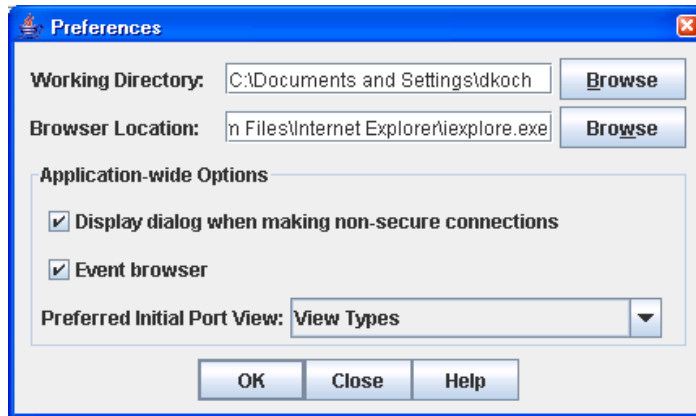 Preferences
Working Directory: C:\Documents and Settings\dkoch Browse
Browser Location: n Files\Internet Explorer\iexplore.exe Browse
Application-wide Options
Display dialog when making non-secure connections
Event browser
Preferred Initial Port View: View Types
OK Close Help